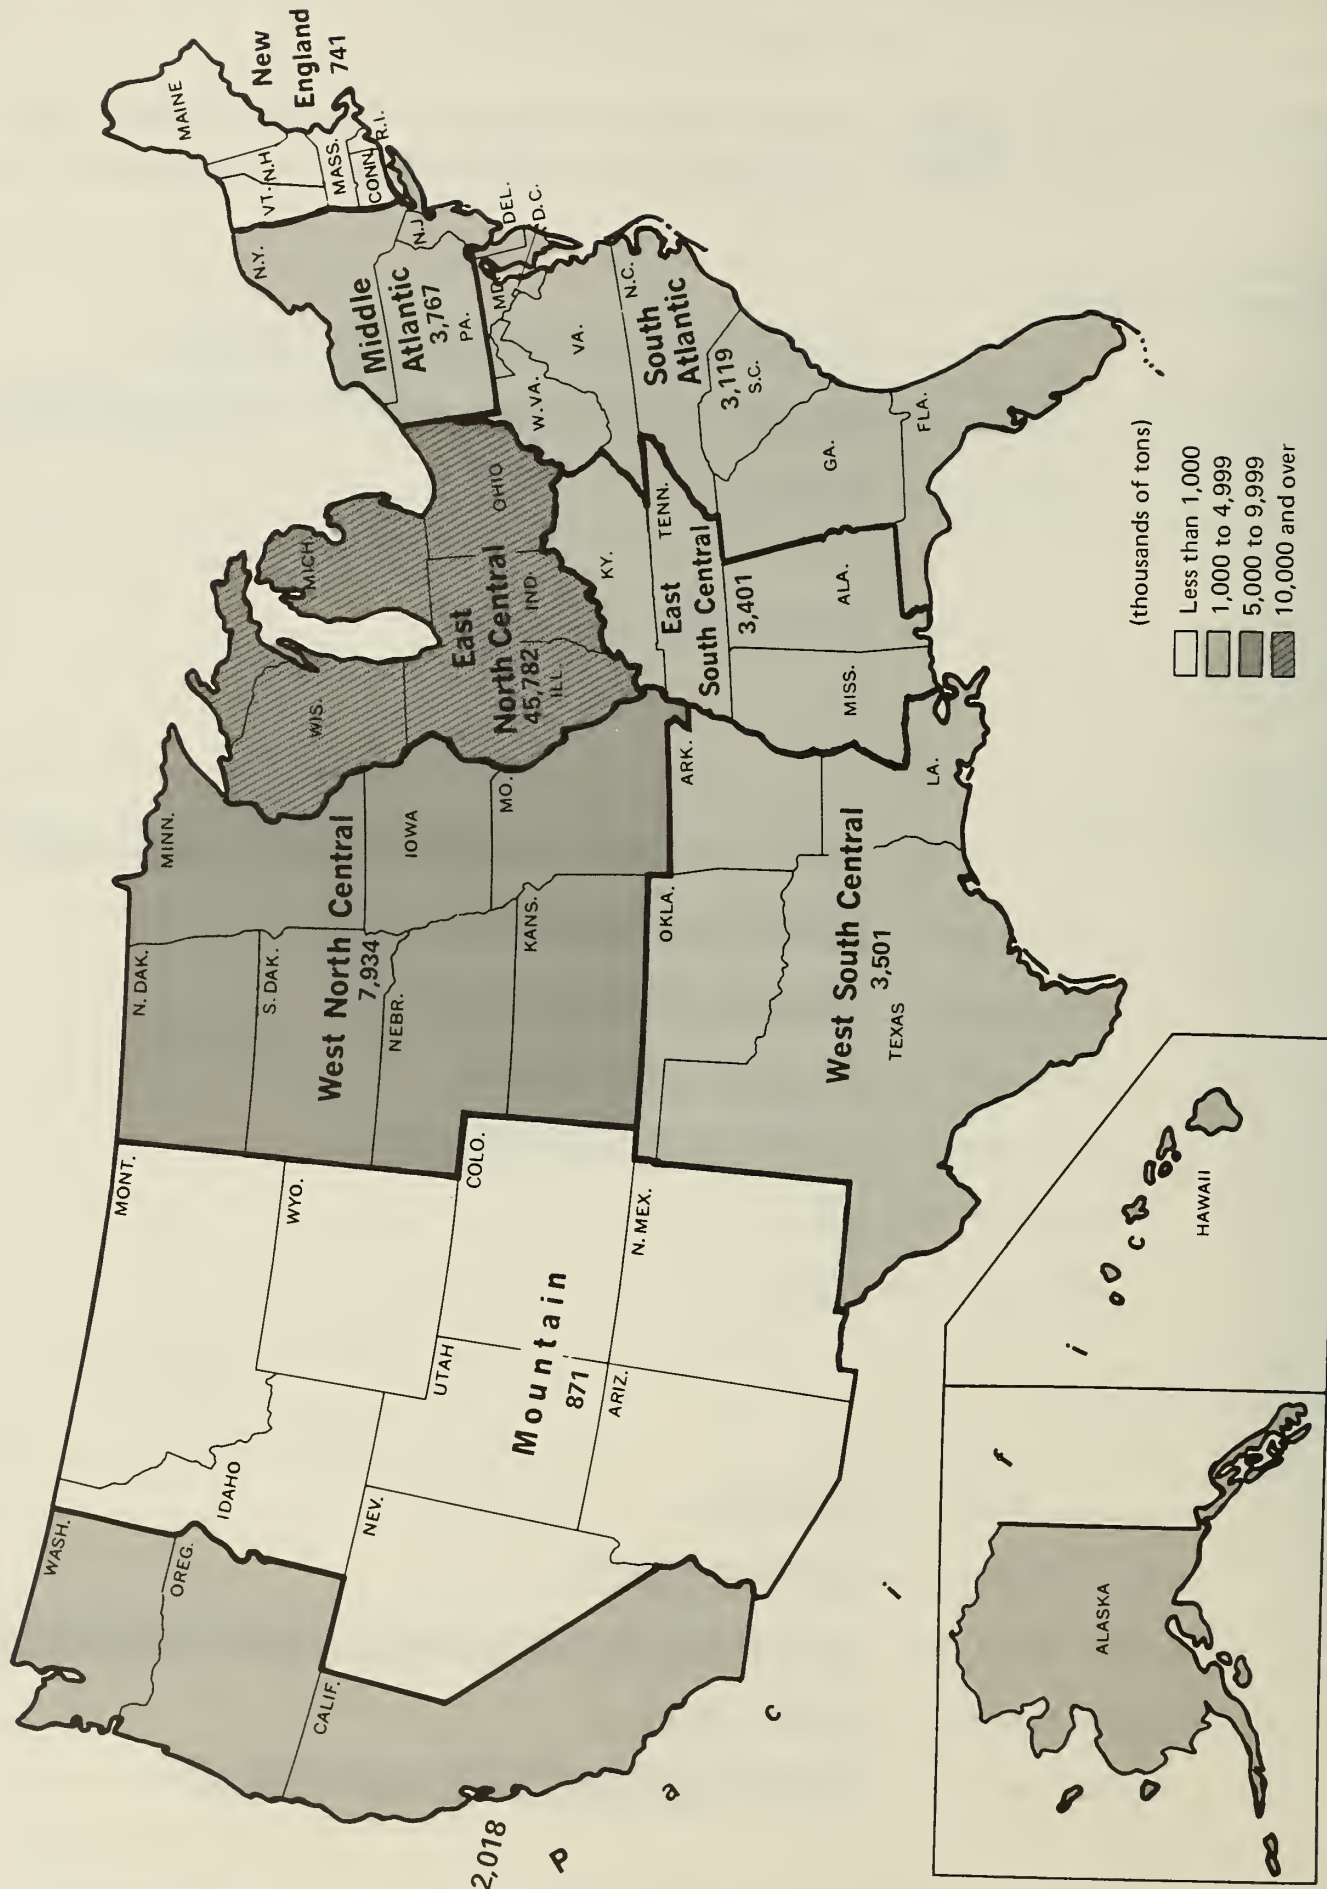 WASH.
OREG.
CALIF.
IDAHO
NEV.
MONT.
WYO.
UTAH
COLO.
ARIZ.
N. MEX.
Mountain
871
2,018
P
a
c
i
f
i
c
N. DAK.
S. DAK.
NEBR.
KANS.
MINN.
IOWA
MO.
West North Central
7,934
OKLA.
ARK.
TEXAS
LA.
West South Central
3,501
WIS.
MICH.
ILL.
IND.
OHIO
East
North Central
45,782
KY.
TENN.
MISS.
ALA.
East
South Central
3,401
N.Y.
PA.
N.J.
Middle
Atlantic
3,767
MAINE
VT.
N.H
MASS.
CONN.
R.I.
New
England
741
DEL.
D.C.
MD.
W.VA.
VA.
N.C.
S.C.
GA.
FLA.
South
Atlantic
3,119
ALASKA
HAWAII
(thousands of tons)
Less than 1,000
1,000 to 4,999
5,000 to 9,999
10,000 and over